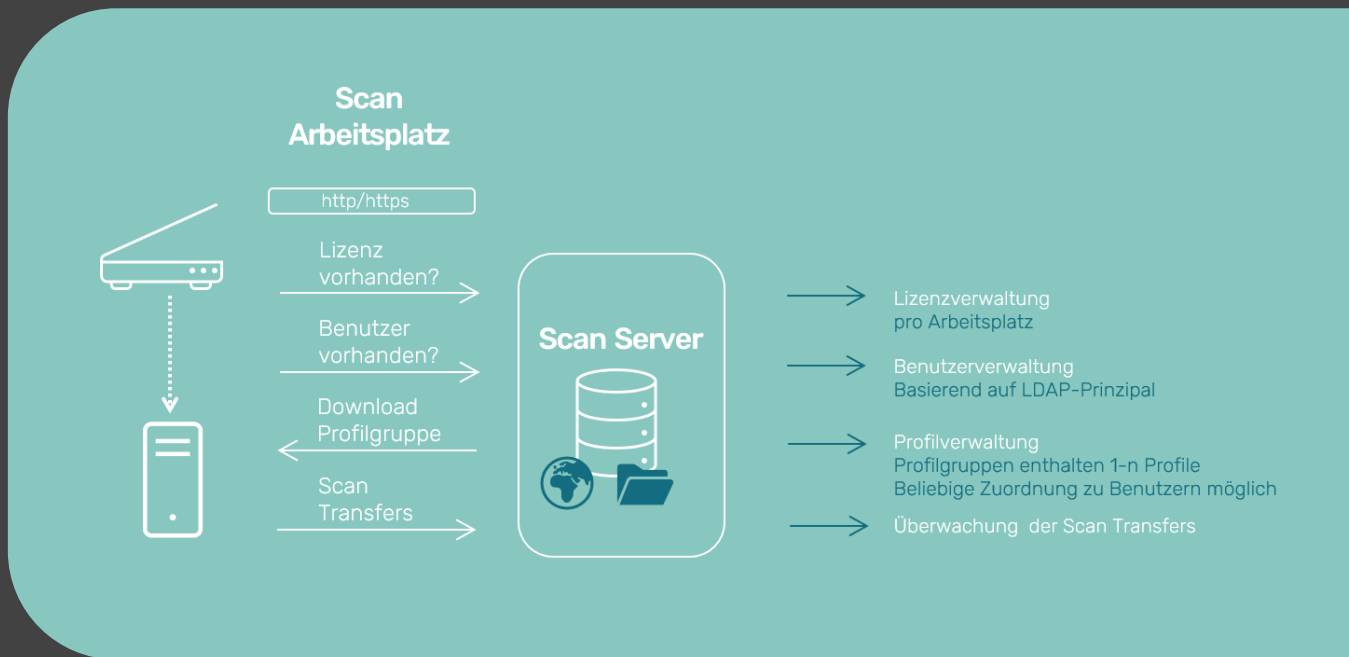 Scan
Arbeitsplatz
http/https
Lizenz
vorhanden?
Benutzer
vorhanden?
Download
Profilgruppe
Scan
Transfers
Scan Server
Lizenzverwaltung
pro Arbeitsplatz
Benutzerverwaltung
Basierend auf LDAP-Prinzipal
Profilverwaltung
Profilgruppen enthalten 1-n Profile
Beliebige Zuordnung zu Benutzern möglich
Überwachung der Scan Transfers